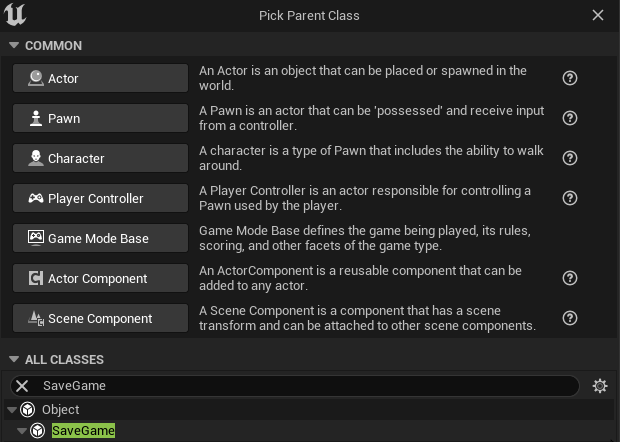 Pick Parent Class
COMMON
Actor
An Actor is an object that can be placed or spawned in the
world.
Pawn
A Pawn is an actor that can be 'possessed' and receive input
from a controller.
Character
A character is a type of Pawn that includes the ability to walk
around.
Player Controller
A Player Controller is an actor responsible for controlling a
Pawn used by the player.
Game Mode Base
Game Mode Base defines the game being played, its rules,
scoring, and other facets of the game type.
Actor Component
An ActorComponent is a reusable component that can be
added to any actor.
Scene Component
A Scene Component is a component that has a scene
transform and can be attached to other scene components.
ALL CLASSES
SaveGame
Object
SaveGame